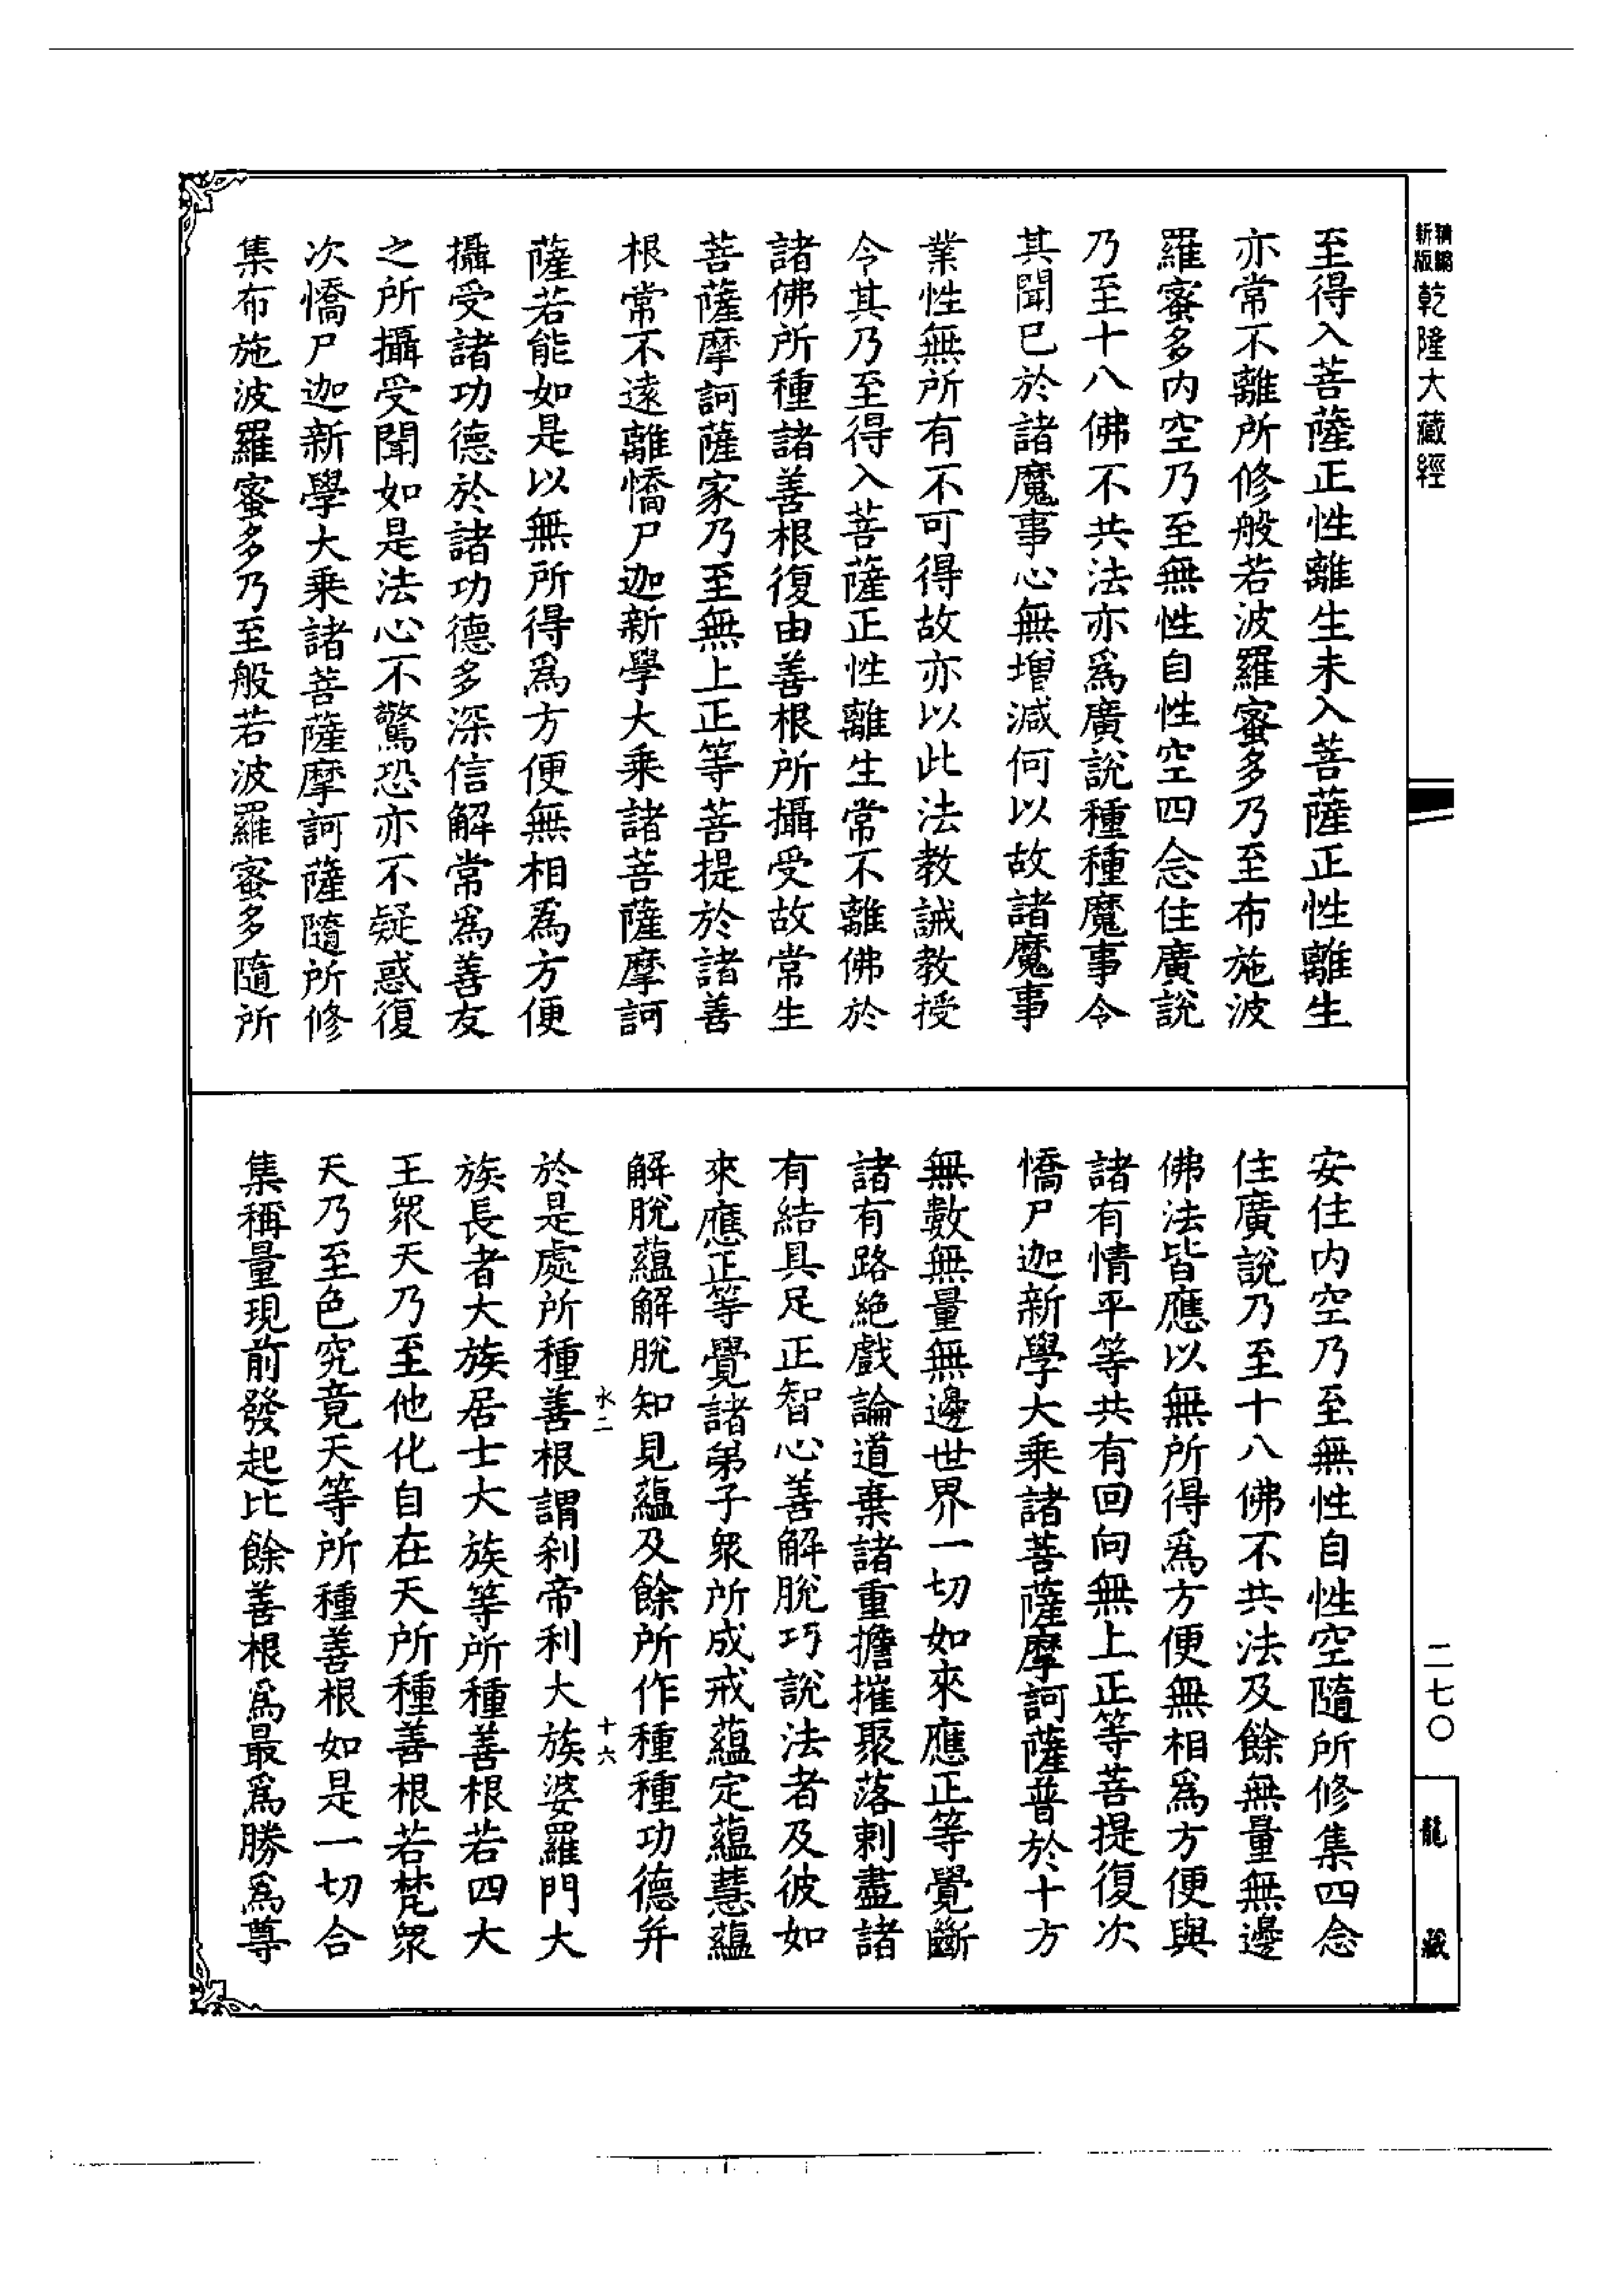 新版精縮乾隆大藏經
至得入菩薩正性離生未入菩薩正性離生
亦常不離所修般若波羅蜜多乃至布施波
羅蜜多內空乃至無性自性空四念住廣說
乃至十八佛不共法亦爲廣說種種魔事令
其聞已於諸魔事心無增減何以故諸魔事
業性無所有不可得故亦以此法教誡教授
令其乃至得入菩薩正性離生常不離佛於
諸佛所種諸善根復由善根所攝受故常生
菩薩摩訶薩家乃至無上正等菩提於諸善
根常不遠離憍尸迦新學大乘諸菩薩摩訶
薩若能如是以無所得爲方便無相爲方便
攝受諸功德於諸功德多深信解常爲善友
之所攝受聞如是法心不驚恐亦不疑惑復
次憍尸迦新學大乘諸菩薩摩訶薩隨所修
集布施波羅蜜多乃至般若波羅蜜多隨所
安住內空乃至無性自性空隨所修集四念
住廣說乃至十八佛不共法及餘無量無邊
佛法皆應以無所得爲方便無相爲方便與
諸有情平等共有回向無上正等菩提復次
憍尸迦新學大乘諸菩薩摩訶薩普於十方
無數無量無邊世界一切如來應正等覺斷
諸有路絶戲論道棄諸重擔摧聚落刺盡諸
有結具足正智心善解脫巧說法者及彼如
來應正等覺諸弟子衆所成戒蘊定蘊慧蘊
解脫蘊解脫知見蘊及餘所作種種功德并
水二
十六
於是處所種善根謂刹帝利大族婆羅門大
族長者大族居士大族等所種善根若四大
王衆天乃至他化自在天所種善根若梵衆
天乃至色究竟天等所種善根如是一切合
集稱量現前發起比餘善根爲最爲勝爲尊
二七〇
龍藏